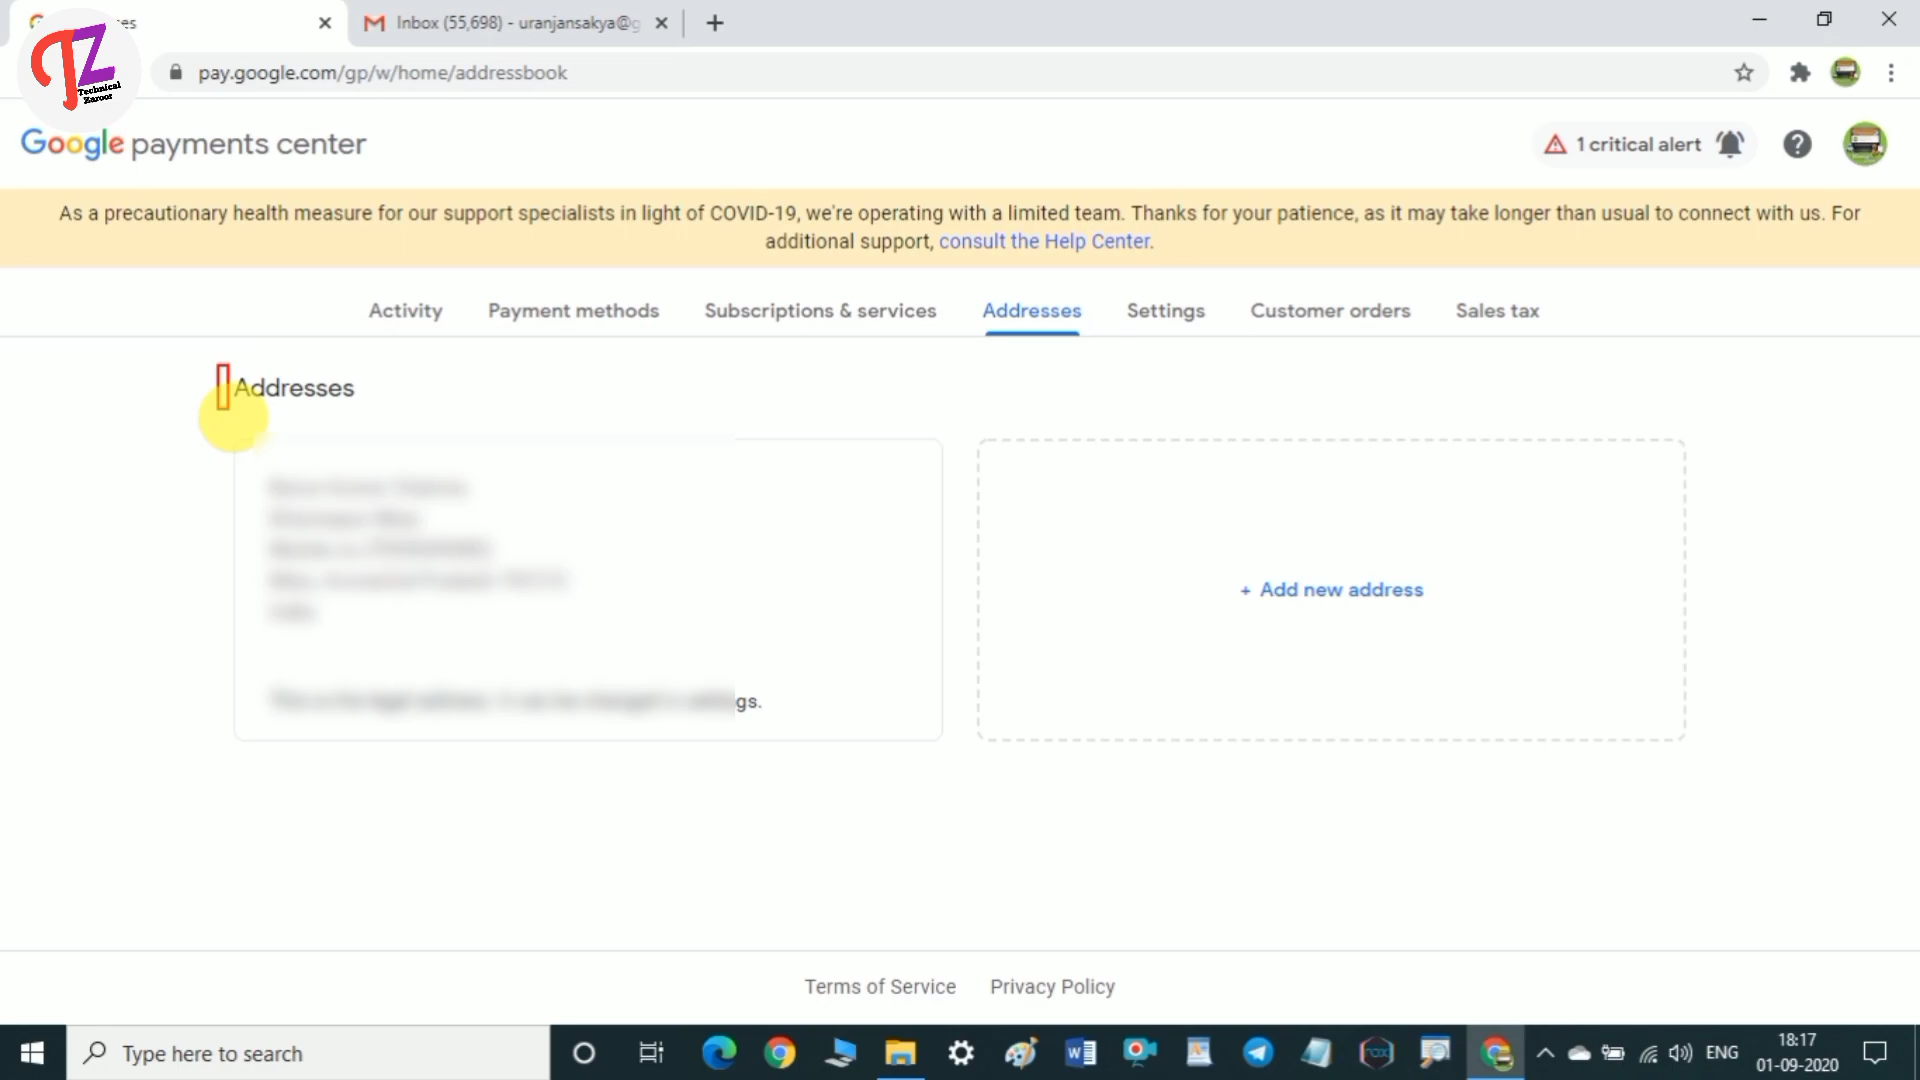 es
Inbox (55,698) - uranjansakya@g
TZ
Technical
Zaroor
pay.google.com/gp/w/home/addressbook
Google payments center
1 critical alert
As a precautionary health measure for our support specialists in light of COVID-19, we're operating with a limited team. Thanks for your patience, as it may take longer than usual to connect with us. For
additional support, consult the Help Center.
Activity Payment methods Subscriptions & services Addresses Settings Customer orders Sales tax
Addresses
+ Add new address
gs.
Terms of Service Privacy Policy
Type here to search
ENG
18:17
01-09-2020